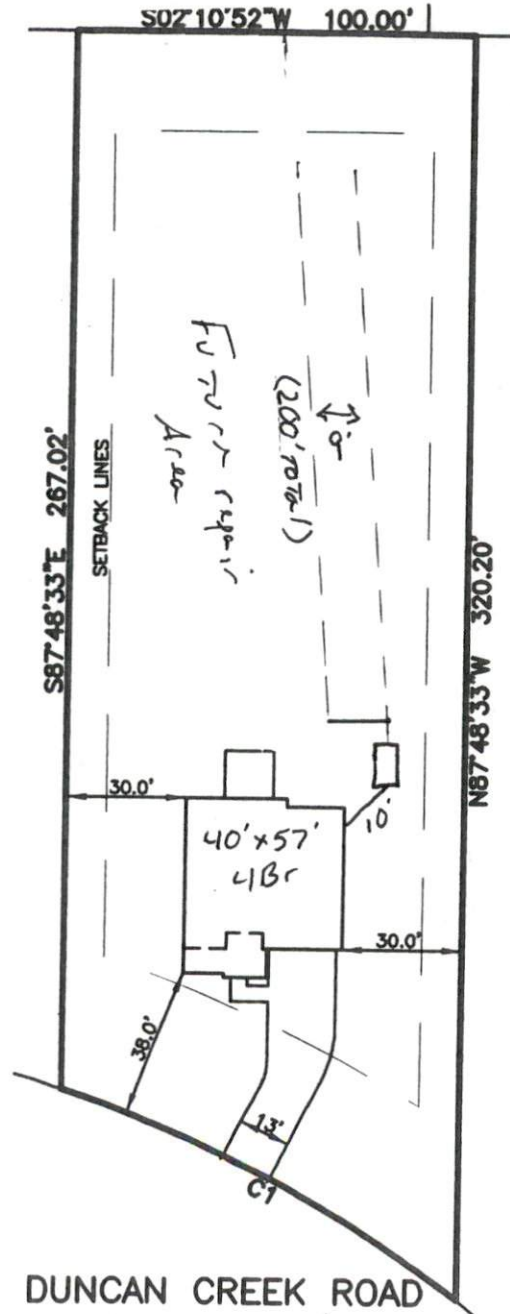 S02°10'52"W 100.00'
S87°48'33"E 267.02'
SETBACK LINES
Future repair
Area
(200' Total)
N87°48'33"W 320.20'
30.0'
10'
40'x57'
4Br
30.0'
38.0'
13'
C1
DUNCAN CREEK ROAD